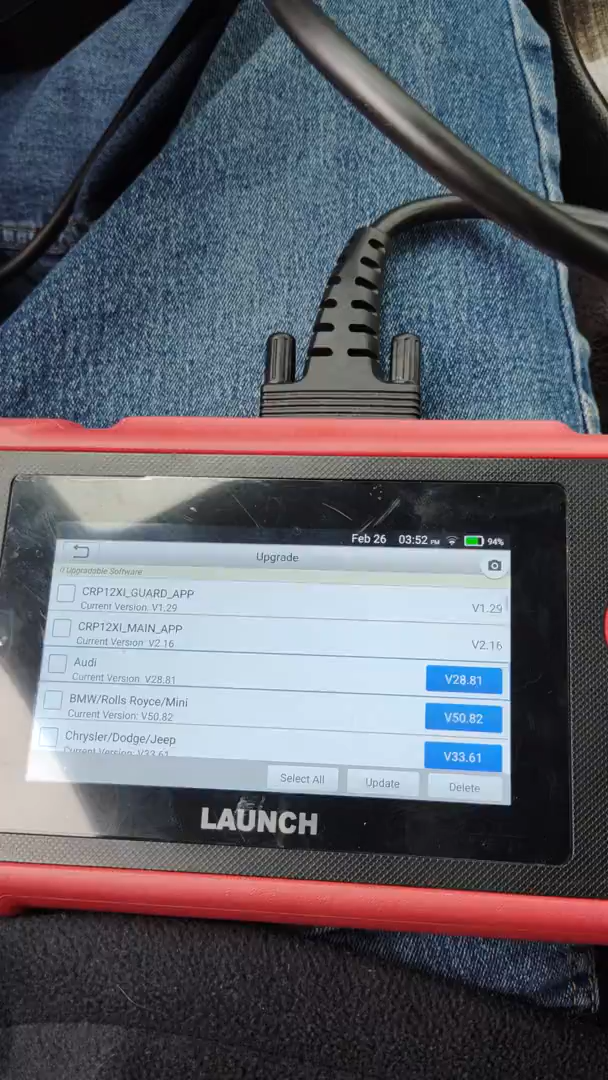 Feb 26 03:52 PM 94%
Upgrade
0 Upgradable Software
CRP12XI_GUARD_APP
Current Version: V1.29
V1.29
CRP12XI_MAIN_APP
Current Version: V2.16
V2.16
Audi
Current Version: V28.81
V28.81
BMW/Rolls Royce/Mini
Current Version: V50.82
V50.82
Chrysler/Dodge/Jeep
Current Version: V33.61
V33.61
Select All Update Delete
LAUNCH